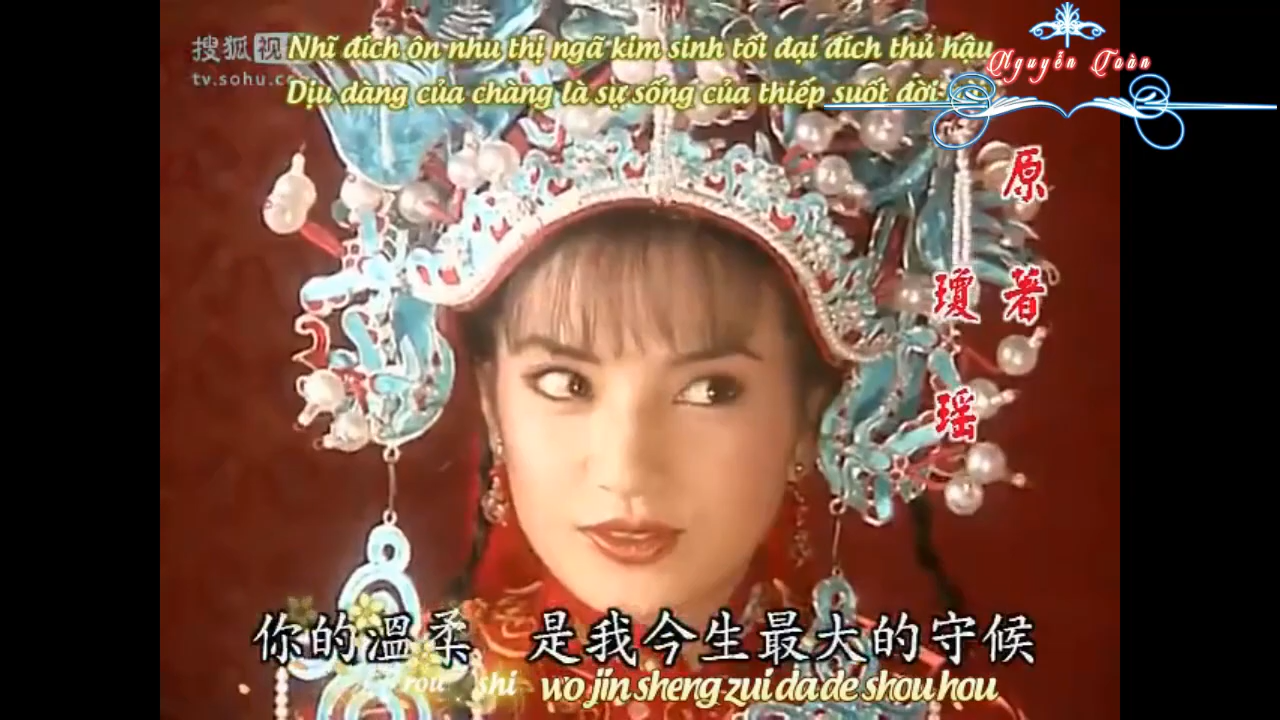 搜狐视
tv.sohu.c
Nhĩ đích ôn nhu thị ngã kim sinh tối đại đích thủ hậu
Dịu dàng của chàng là sự sống của thiếp suốt đời
Nguyễn Toàn
原著
瓊瑤
你的溫柔 是我今生最大的守候
rou shi wo jin sheng zui da de shou hou